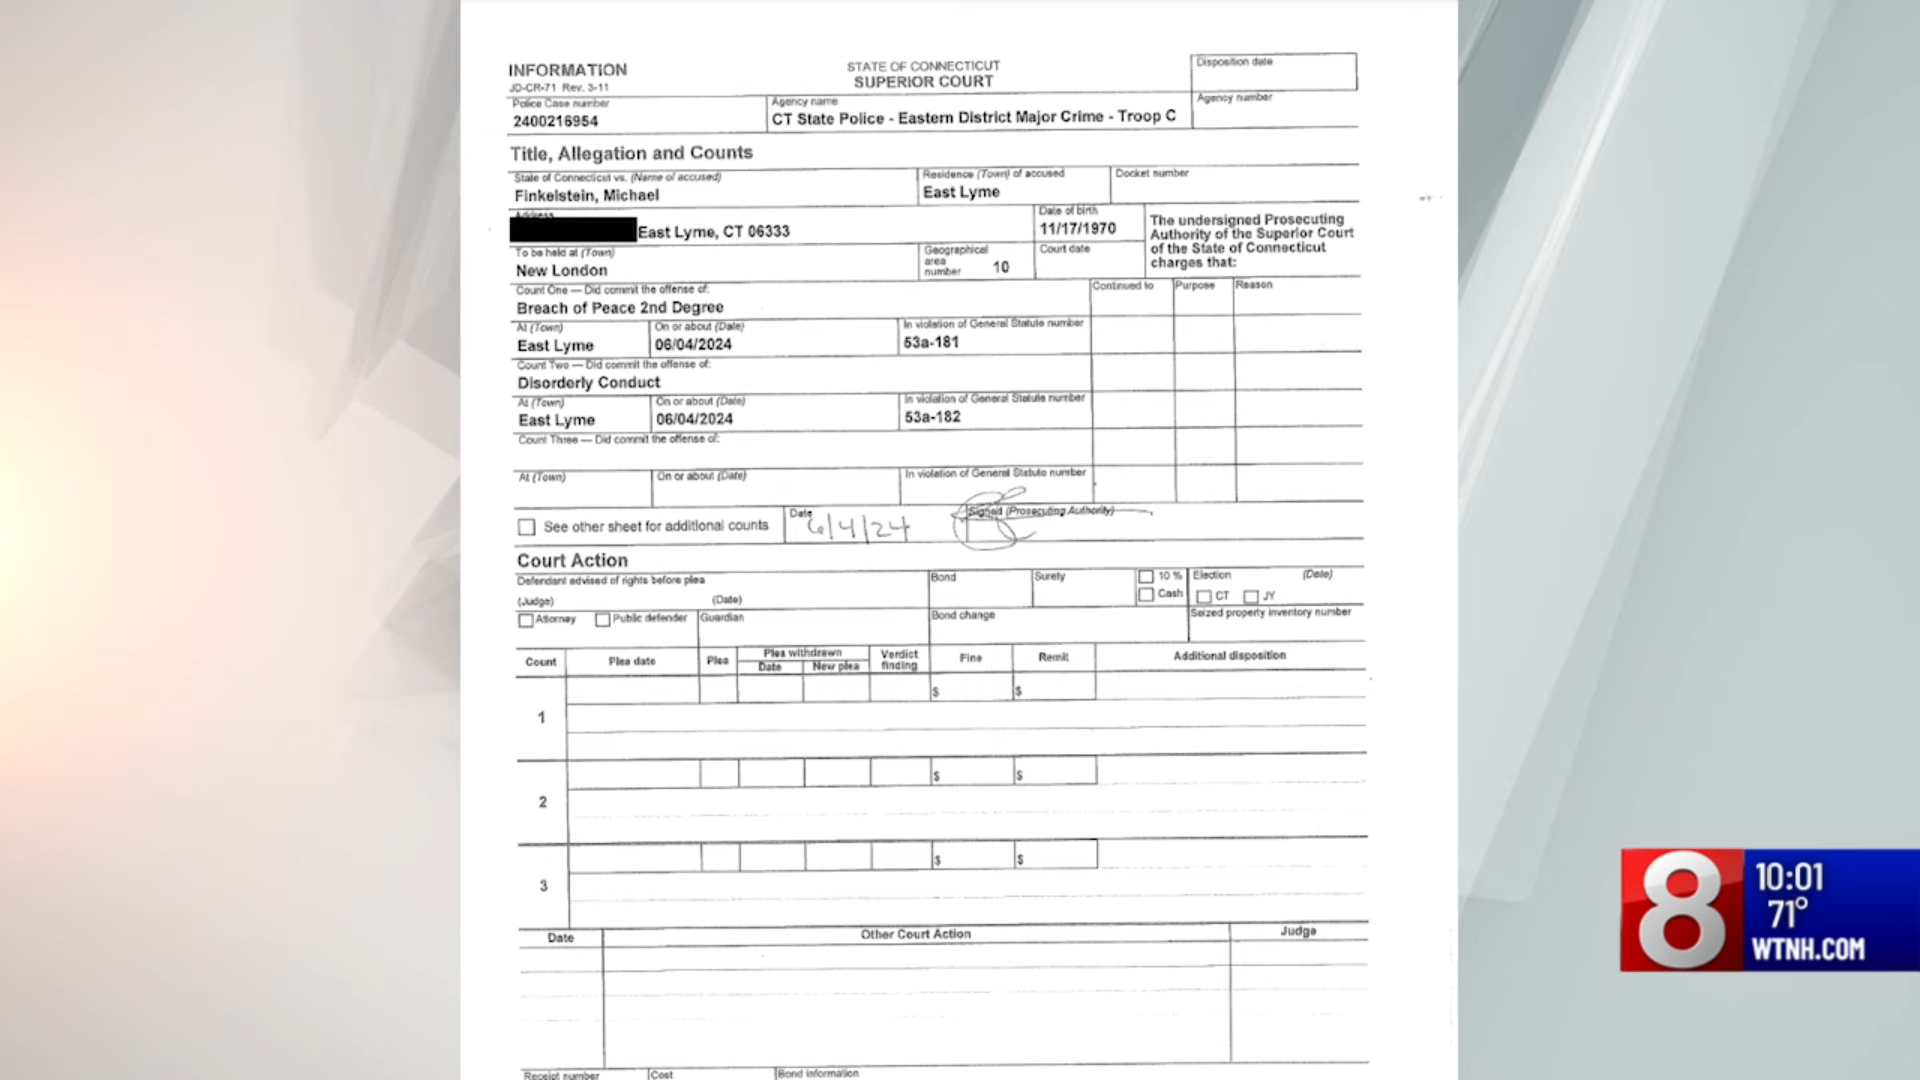 INFORMATION
JD-CR-71 Rev. 3-11
STATE OF CONNECTICUT
SUPERIOR COURT
Disposition date
Police Case number
2400216954
Agency name
CT State Police - Eastern District Major Crime - Troop C
Agency number
Title, Allegation and Counts
State of Connecticut vs. (Name of accused)
Finkelstein, Michael
Residence (Town) of accused
East Lyme
Docket number
Address
East Lyme, CT 06333
Date of birth
11/17/1970
The undersigned Prosecuting
Authority of the Superior Court
of the State of Connecticut
charges that:
To be held at (Town)
New London
Geographical
area
number 10
Court date
Count One — Did commit the offense of:
Breach of Peace 2nd Degree
Continued to Purpose Reason
At (Town)
East Lyme
On or about (Date)
06/04/2024
In violation of General Statute number
53a-181
Count Two — Did commit the offense of:
Disorderly Conduct
At (Town)
East Lyme
On or about (Date)
06/04/2024
In violation of General Statute number
53a-182
Count Three — Did commit the offense of:
At (Town)
On or about (Date)
In violation of General Statute number
See other sheet for additional counts
Date
6/4/24
Signed (Prosecuting Authority)
Court Action
Defendant advised of rights before plea
(Judge) (Date)
Bond
Surety
10 %
Cash
Election (Date)
CT JY
Attorney Public defender Guardian
Bond change
Seized property inventory number
Count Plea date Plea
Plea withdrawn
Date New plea
Verdict
finding
Fine Remit Additional disposition
$ $
1
$ $
2
$ $
3
Date Other Court Action Judge
Receipt number Cost Bond information
8
10:01
71°
WTNH.COM